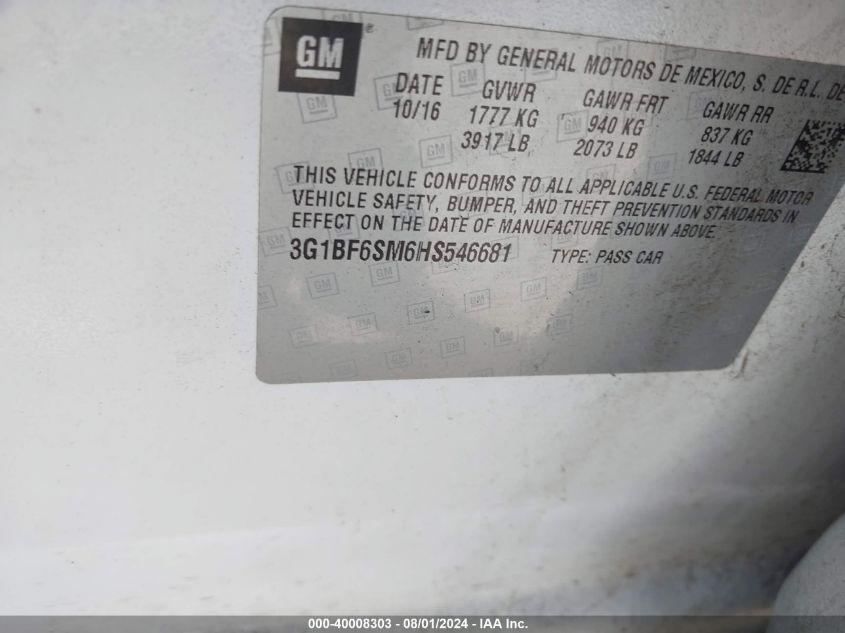 GM ®
MFD BY GENERAL MOTORS DE MEXICO, S. DE R.L. DE
DATE GVWR GAWR FRT GAWR RR
10/16 1777 KG 940 KG 837 KG
3917 LB 2073 LB 1844 LB
THIS VEHICLE CONFORMS TO ALL APPLICABLE U.S. FEDERAL MOTOR
VEHICLE SAFETY, BUMPER, AND THEFT PREVENTION STANDARDS IN
EFFECT ON THE DATE OF MANUFACTURE SHOWN ABOVE.
3G1BF6SM6HS546681 TYPE: PASS CAR
000-40008303 - 08/01/2024 - IAA Inc.